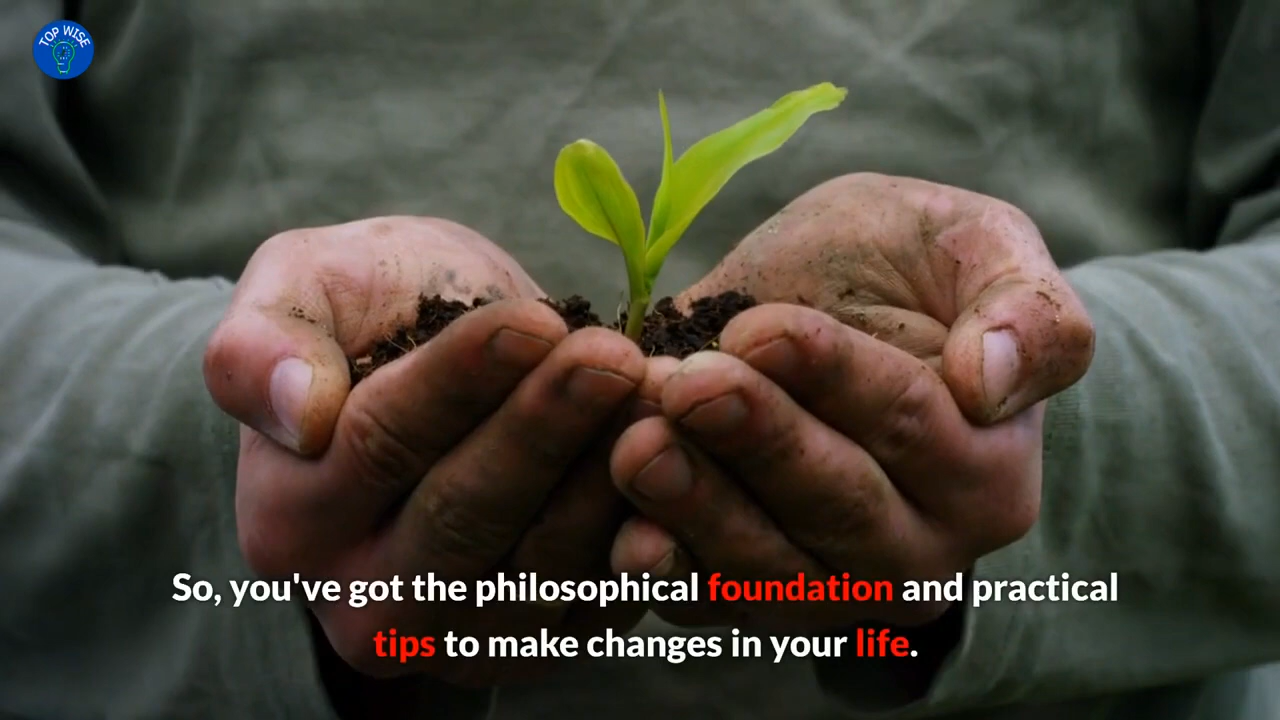 TOP WISE
So, you've got the philosophical foundation and practical
tips to make changes in your life.